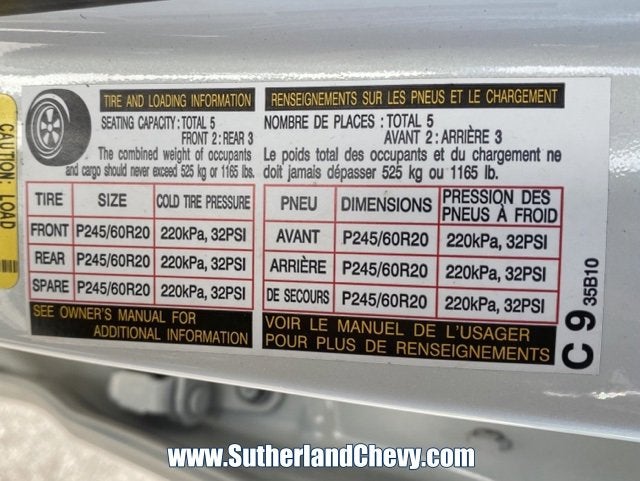 CAUTION: LOAD
TIRE AND LOADING INFORMATION
SEATING CAPACITY: TOTAL 5
FRONT 2: REAR 3
The combined weight of occupants
and cargo should never exceed 525 kg or 1165 lb.
TIRE SIZE COLD TIRE PRESSURE
FRONT P245/60R20 220kPa, 32PSI
REAR P245/60R20 220kPa, 32PSI
SPARE P245/60R20 220kPa, 32PSI
SEE OWNER'S MANUAL FOR
ADDITIONAL INFORMATION
RENSEIGNEMENTS SUR LES PNEUS ET LE CHARGEMENT
NOMBRE DE PLACES: TOTAL 5
AVANT 2: ARRIÈRE 3
Le poids total des occupants et du chargement ne
doit jamais dépasser 525 kg ou 1165 lb.
PNEU DIMENSIONS PRESSION DES
PNEUS À FROID
AVANT P245/60R20 220kPa, 32PSI
ARRIÈRE P245/60R20 220kPa, 32PSI
DE SECOURS P245/60R20 220kPa, 32PSI
VOIR LE MANUEL DE L'USAGER
POUR PLUS DE RENSEIGNEMENTS
C 9 35B10
www.SutherlandChevy.com